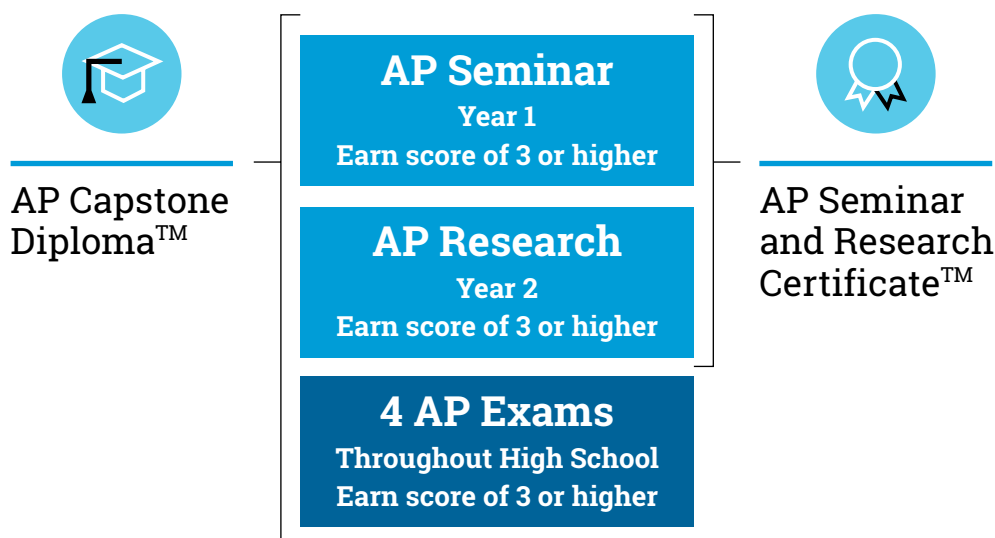 AP Capstone
Diploma™
AP Seminar
Year 1
Earn score of 3 or higher
AP Research
Year 2
Earn score of 3 or higher
4 AP Exams
Throughout High School
Earn score of 3 or higher
AP Seminar
and Research
Certificate™